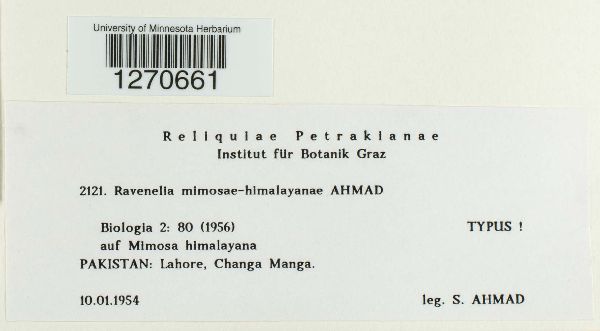 University of Minnesota Herbarium
1270661
Reliquiae Petrakianae
Institut für Botanik Graz
2121. Ravenelia mimosae-himalayanae AHMAD
Biologia 2: 80 (1956) TYPUS !
auf Mimosa himalayana
PAKISTAN: Lahore, Changa Manga.
10.01.1954 leg. S. AHMAD